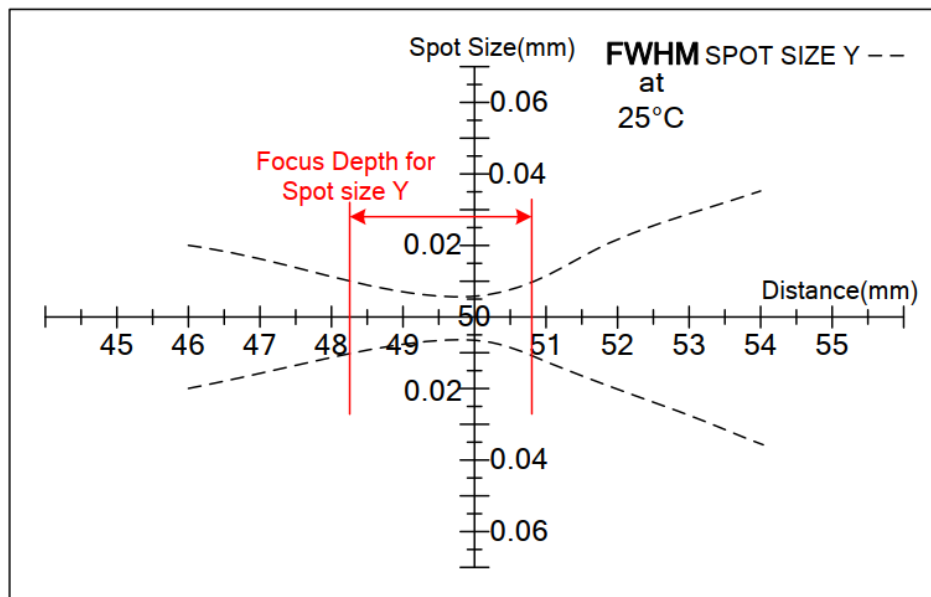 Spot Size(mm)
FWHM SPOT SIZE Y
at
25°C
0.06
Focus Depth for
Spot size Y
0.04
0.02
Distance(mm)
50
45 46 47 48 49 51 52 53 54 55
0.02
0.04
0.06